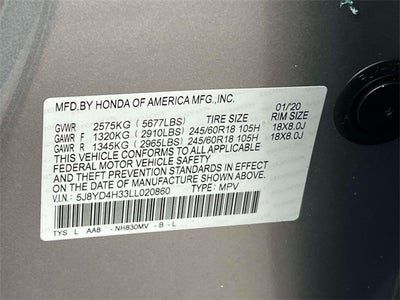 MFD.BY HONDA OF AMERICA MFG.,INC. 01/20
GVWR 2575KG (5677LBS) TIRE SIZE RIM SIZE
GAWR F 1320KG (2910LBS) 245/60R18 105H 18X8.0J
GAWR R 1345KG (2965LBS) 245/60R18 105H 18X8.0J
THIS VEHICLE CONFORMS TO ALL APPLICABLE
FEDERAL MOTOR VEHICLE SAFETY AND THEFT
PREVENTION STANDARDS IN EFFECT ON THE
DATE OF MANUFACTURE SHOWN ABOVE.
V.I.N.: 5J8YD4H33LL020860 TYPE: MPV
TYS L AA8 - NH830MV - B - L